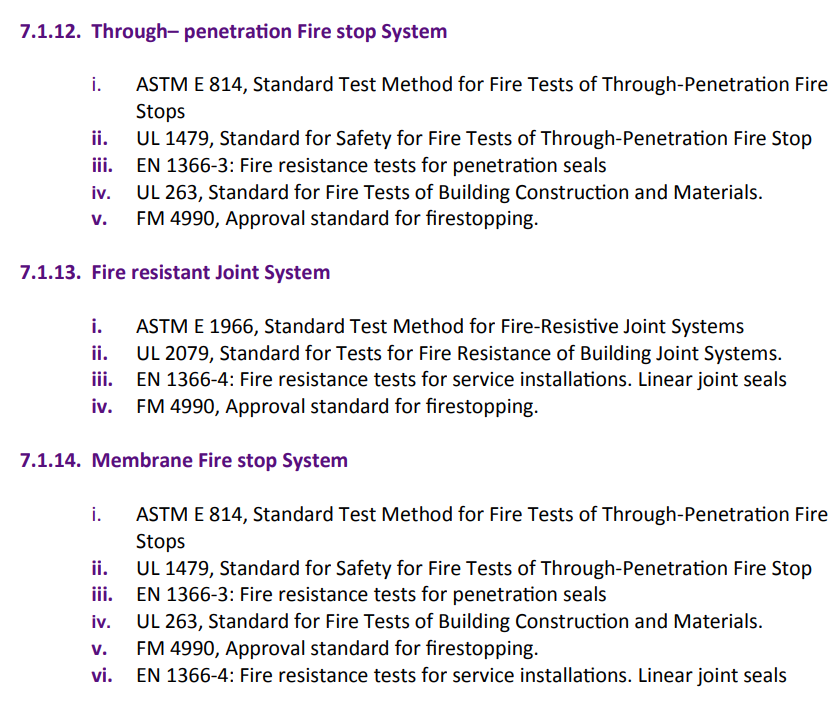 7.1.12. Through– penetration Fire stop System
i. ASTM E 814, Standard Test Method for Fire Tests of Through-Penetration Fire
Stops
ii. UL 1479, Standard for Safety for Fire Tests of Through-Penetration Fire Stop
iii. EN 1366-3: Fire resistance tests for penetration seals
iv. UL 263, Standard for Fire Tests of Building Construction and Materials.
v. FM 4990, Approval standard for firestopping.
7.1.13. Fire resistant Joint System
i. ASTM E 1966, Standard Test Method for Fire-Resistive Joint Systems
ii. UL 2079, Standard for Tests for Fire Resistance of Building Joint Systems.
iii. EN 1366-4: Fire resistance tests for service installations. Linear joint seals
iv. FM 4990, Approval standard for firestopping.
7.1.14. Membrane Fire stop System
i. ASTM E 814, Standard Test Method for Fire Tests of Through-Penetration Fire
Stops
ii. UL 1479, Standard for Safety for Fire Tests of Through-Penetration Fire Stop
iii. EN 1366-3: Fire resistance tests for penetration seals
iv. UL 263, Standard for Fire Tests of Building Construction and Materials.
v. FM 4990, Approval standard for firestopping.
vi. EN 1366-4: Fire resistance tests for service installations. Linear joint seals